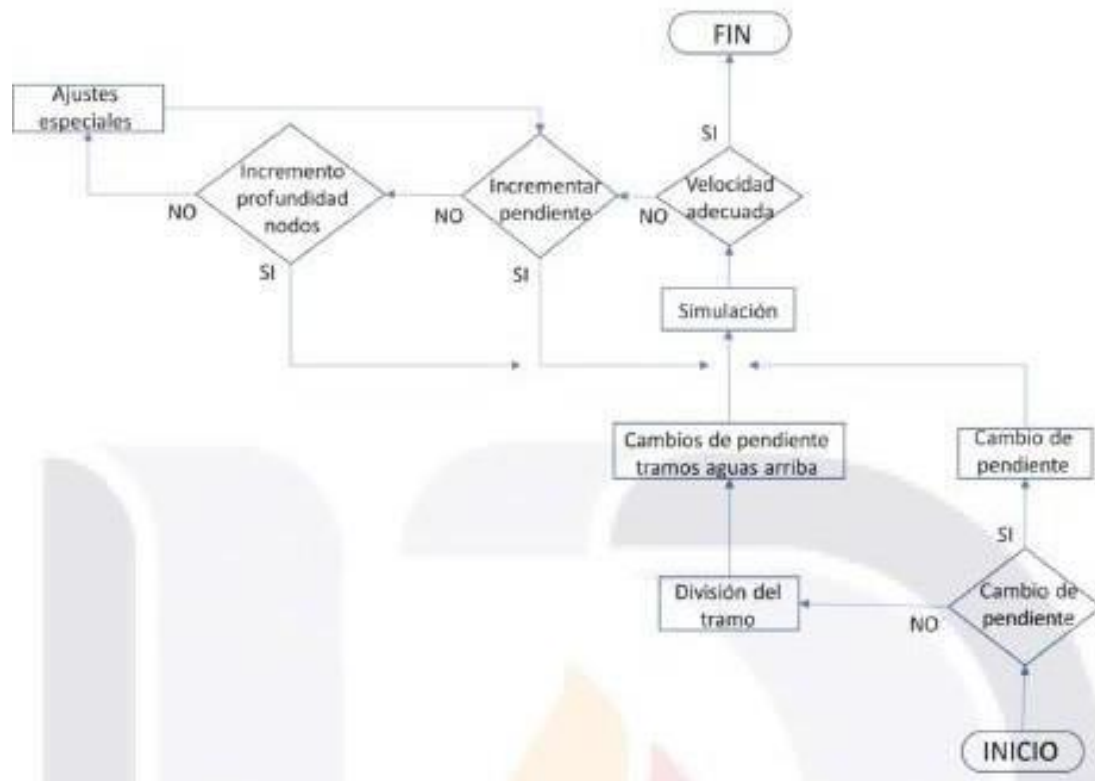 FIN
Ajustes
especiales
SI
Incremento
profundidad
nodos
Incrementar
pendiente
Velocidad
adecuada
NO
NO
NO
SI
SI
Simulación
Cambios de pendiente
tramos aguas arriba
Cambio de
pendiente
SI
División del
tramo
Cambio de
pendiente
NO
INICIO